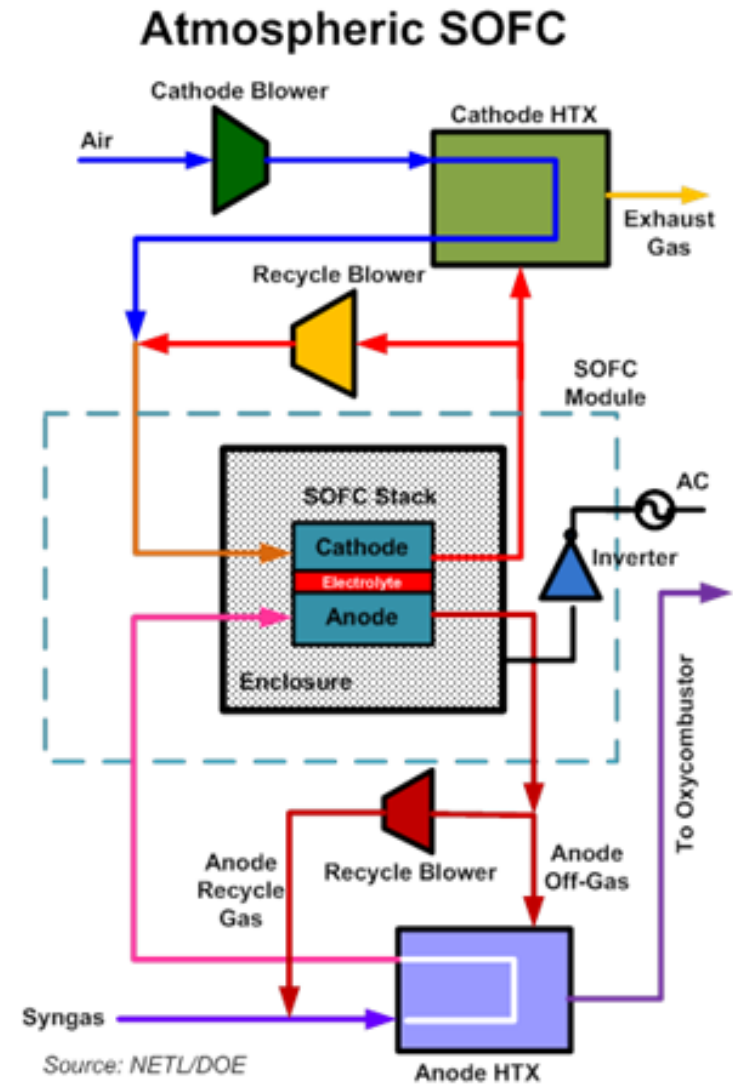 Atmospheric SOFC
Cathode Blower
Air
Cathode HTX
Exhaust
Gas
Recycle Blower
SOFC
Module
SOFC Stack
AC
Cathode
Inverter
Electrolyte
Anode
Enclosure
To Oxycombustor
Anode
Recycle
Gas
Recycle Blower
Anode
Off-Gas
Syngas
Source: NETL/DOE
Anode HTX